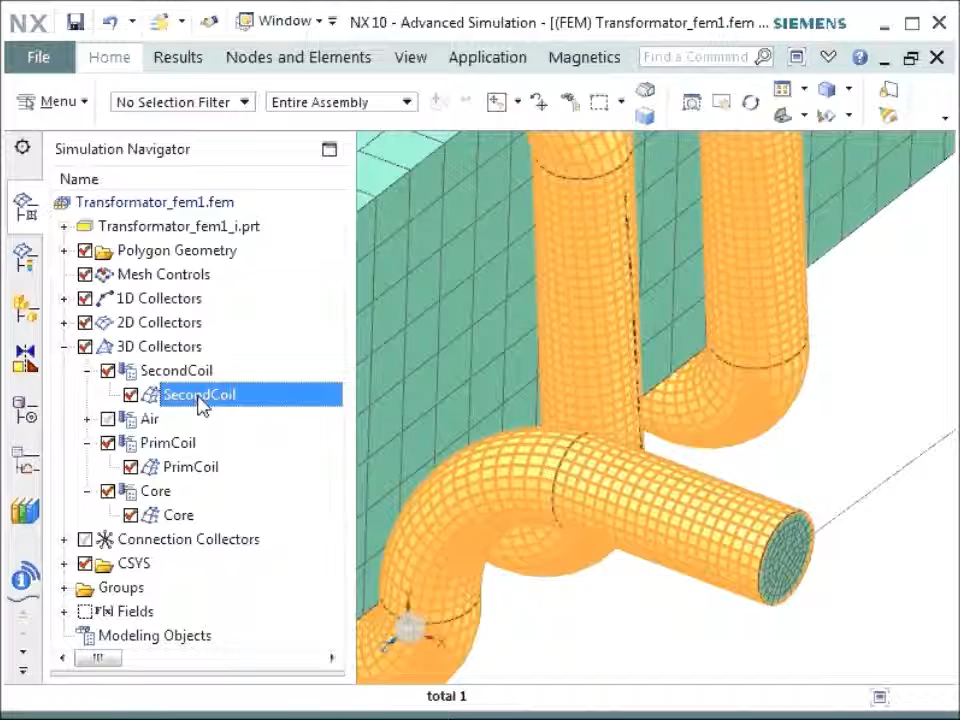 NX Window NX 10 - Advanced Simulation - [(FEM) Transformator_fem1.fem ... SIEMENS
File Home Results Nodes and Elements View Application Magnetics Find a Command
Menu No Selection Filter Entire Assembly
Simulation Navigator
Name
Transformator_fem1.fem
Transformator_fem1_i.prt
Polygon Geometry
Mesh Controls
1D Collectors
2D Collectors
3D Collectors
SecondCoil
SecondCoil
Air
PrimCoil
PrimCoil
Core
Core
Connection Collectors
CSYS
Groups
Fields
Modeling Objects
total 1